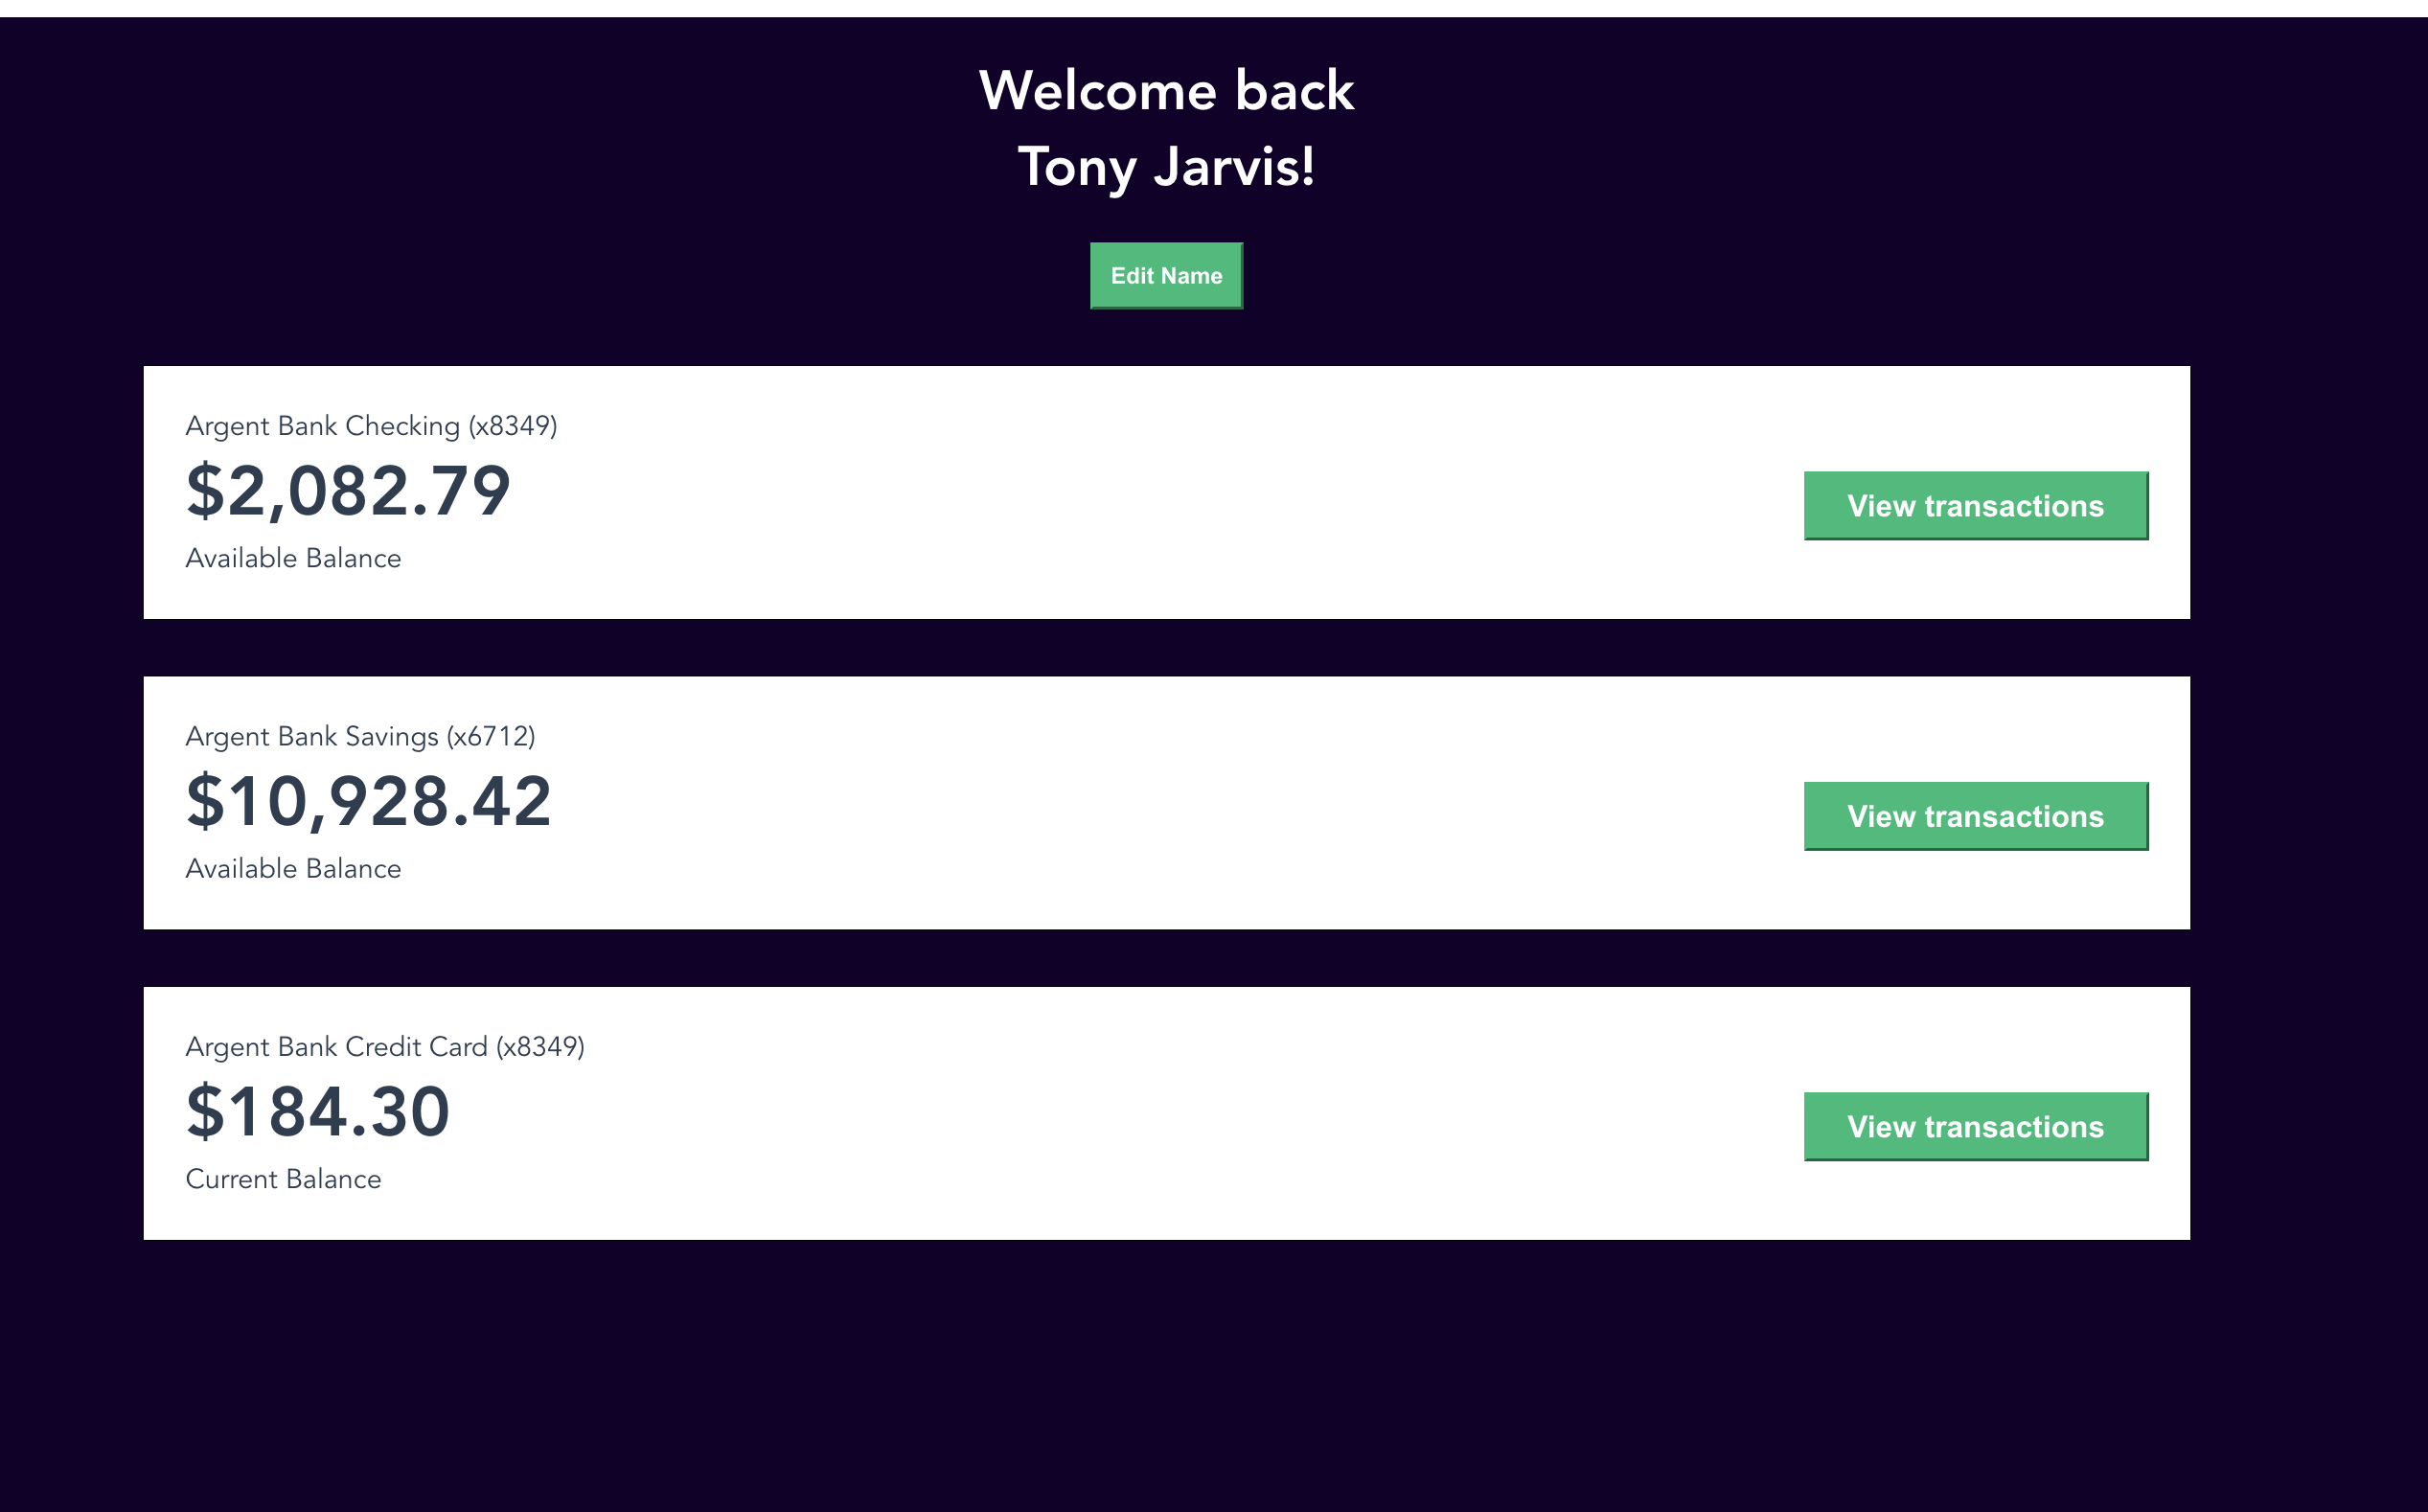 Welcome back
Tony Jarvis!
Edit Name
Argent Bank Checking (x8349)
$2,082.79
Available Balance
View transactions
Argent Bank Savings (x6712)
$10,928.42
Available Balance
View transactions
Argent Bank Credit Card (x8349)
$184.30
Current Balance
View transactions